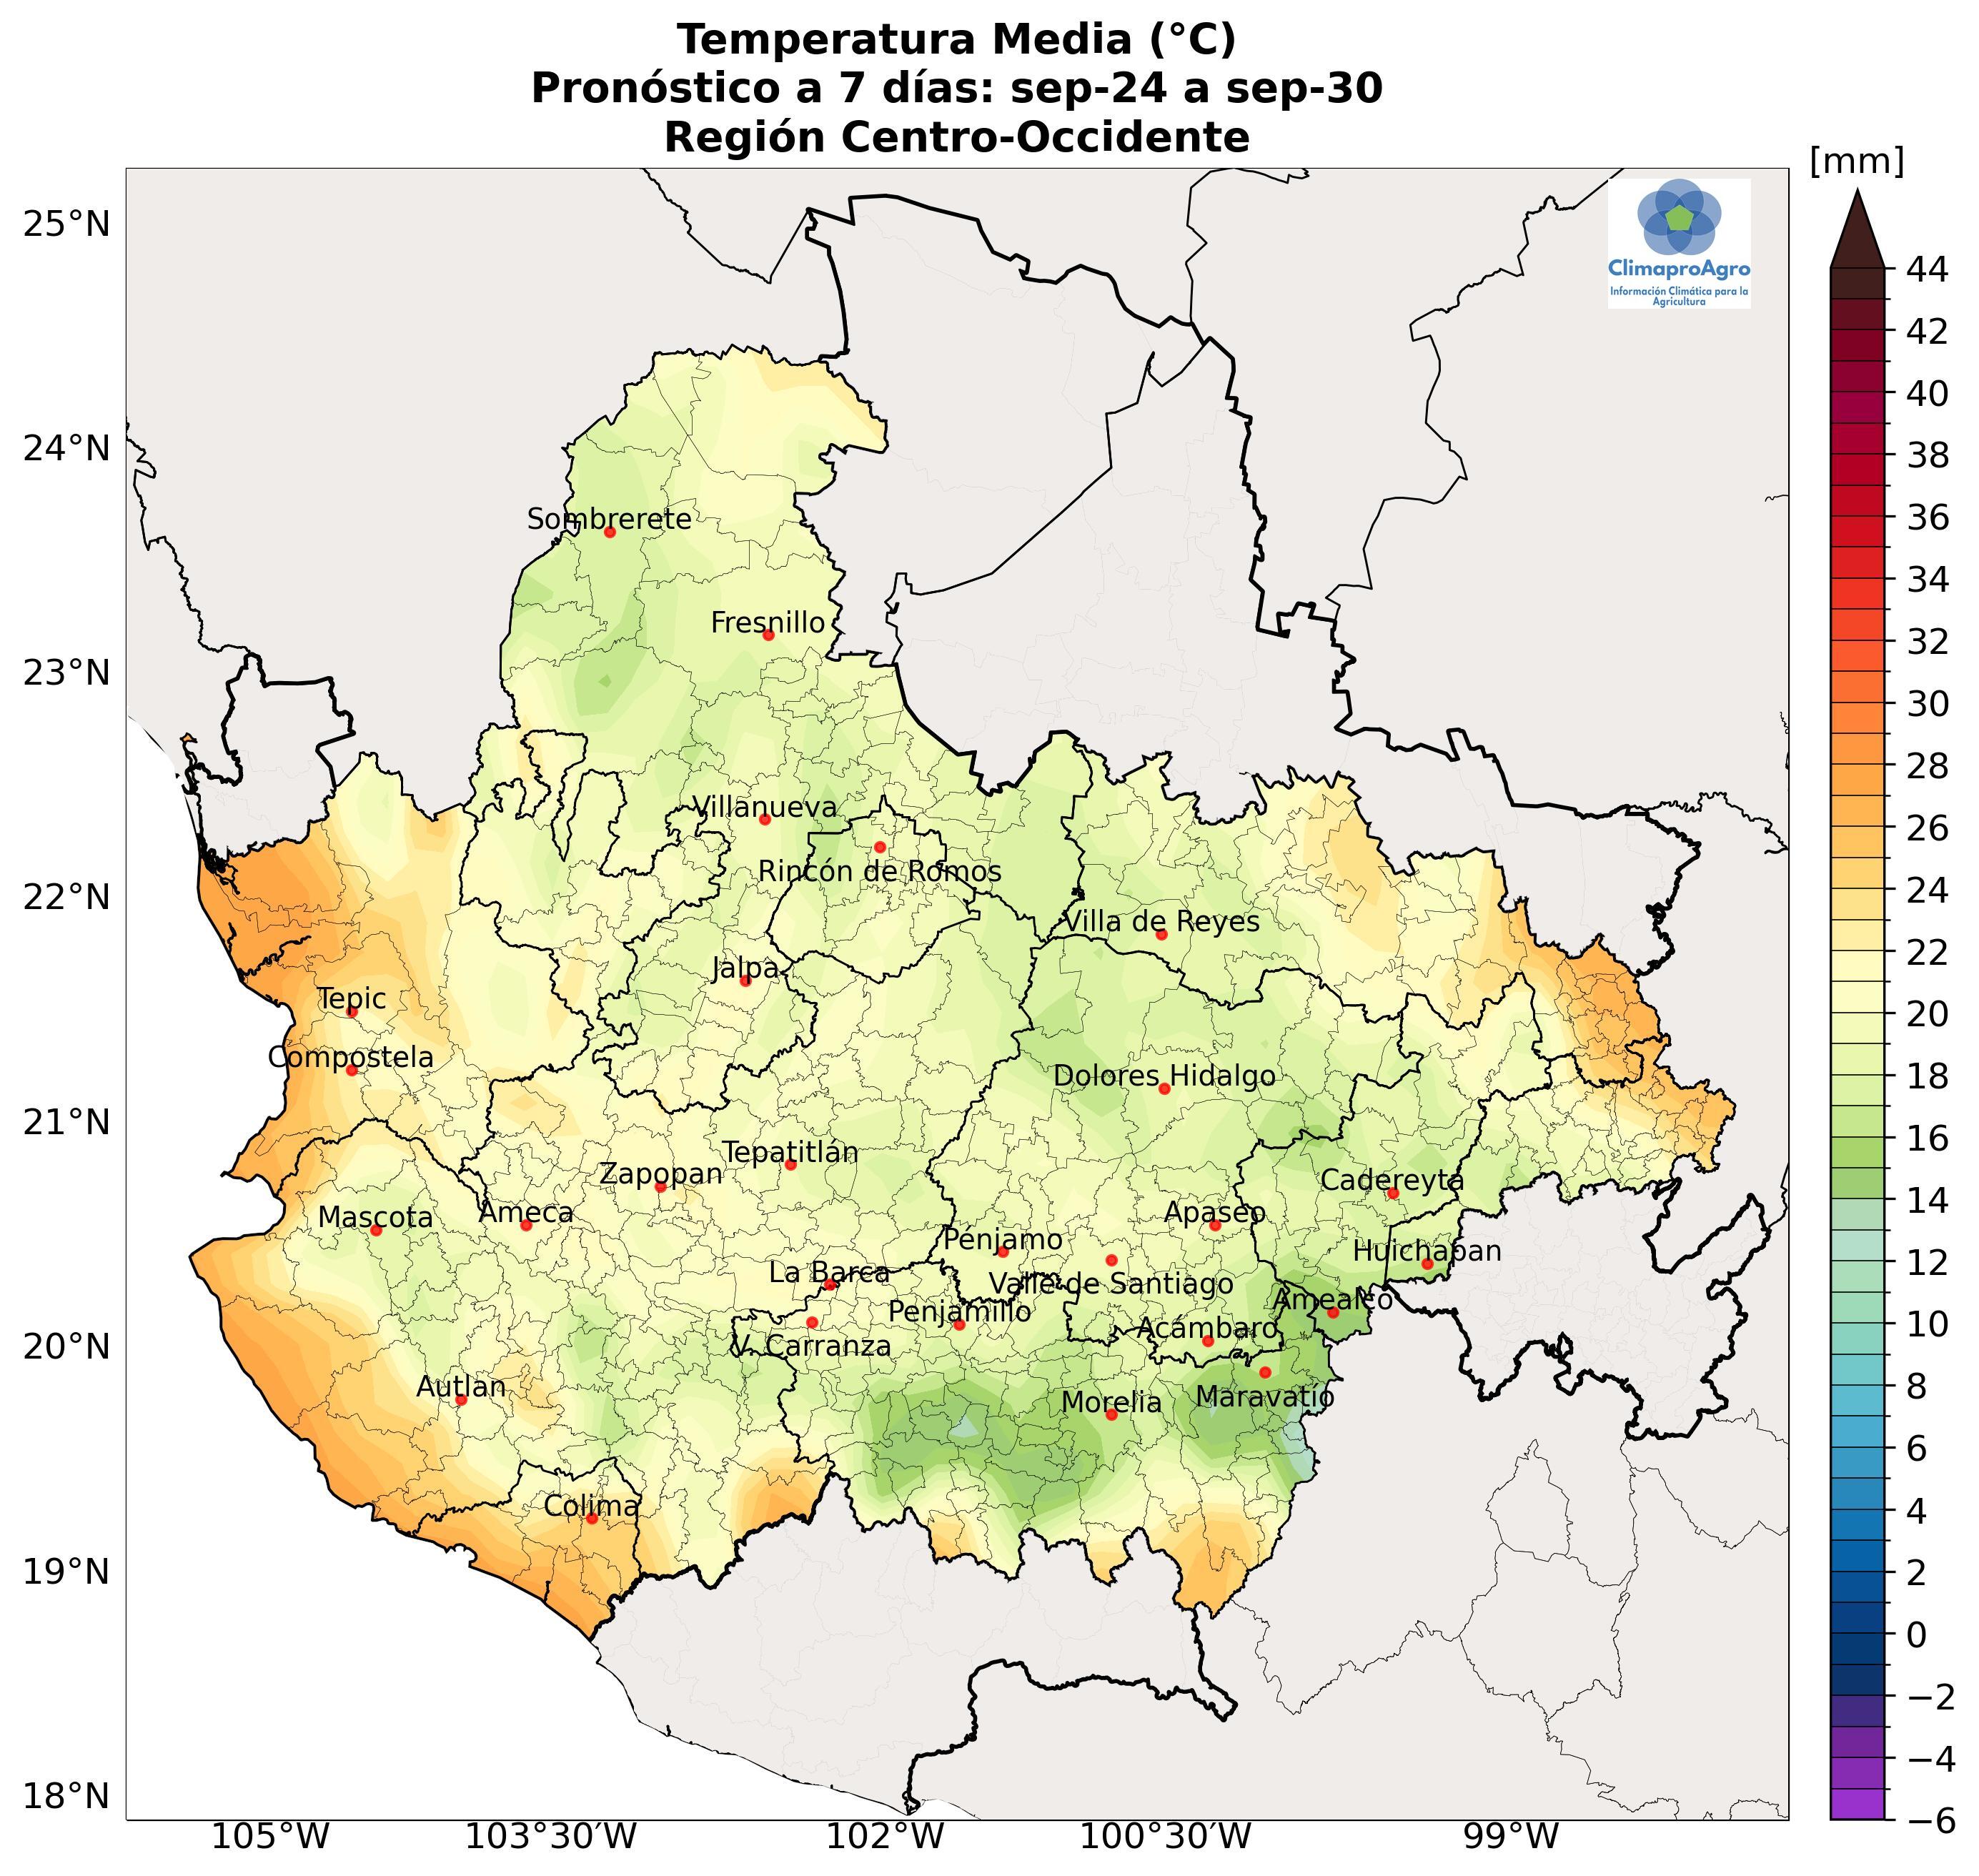 Temperatura Media (°C)
Pronóstico a 7 días: sep-24 a sep-30
Región Centro-Occidente
[mm]
ClimaproAgro
Información Climática para la
Agricultura
25°N
24°N
23°N
22°N
21°N
20°N
19°N
18°N
Sombrerete
Fresnillo
Villanueva
Rincón de Romos
Villa de Reyes
Jalpa
Tepic
Compostela
Dolores Hidalgo
Tepatitlán
Zapopan
Cadereyta
Mascota
Ameca
Apaseo
Pénjamo
Huichapan
La Barca
Valle de Santiago
Amealco
Penjamillo
Acámbaro
V. Carranza
Autlan
Morelia
Maravatío
Colima
44
42
40
38
36
34
32
30
28
26
24
22
20
18
16
14
12
10
8
6
4
2
0
−2
−4
−6
105°W
103°30′W
102°W
100°30′W
99°W